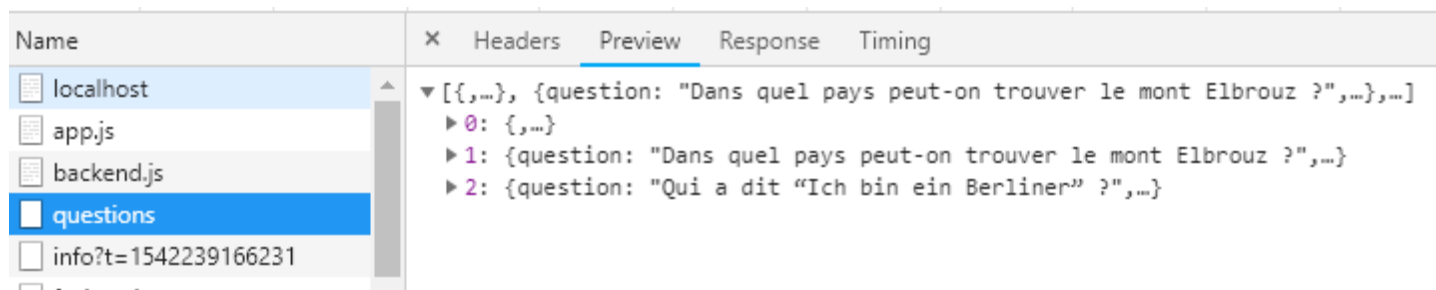 Name
× Headers Preview Response Timing
localhost
app.js
backend.js
questions
info?t=1542239166231
▼[{,…}, {question: "Dans quel pays peut-on trouver le mont Elbrouz ?",…},…]
▶0: {,…}
▶1: {question: "Dans quel pays peut-on trouver le mont Elbrouz ?",…}
▶2: {question: "Qui a dit “Ich bin ein Berliner” ?",…}